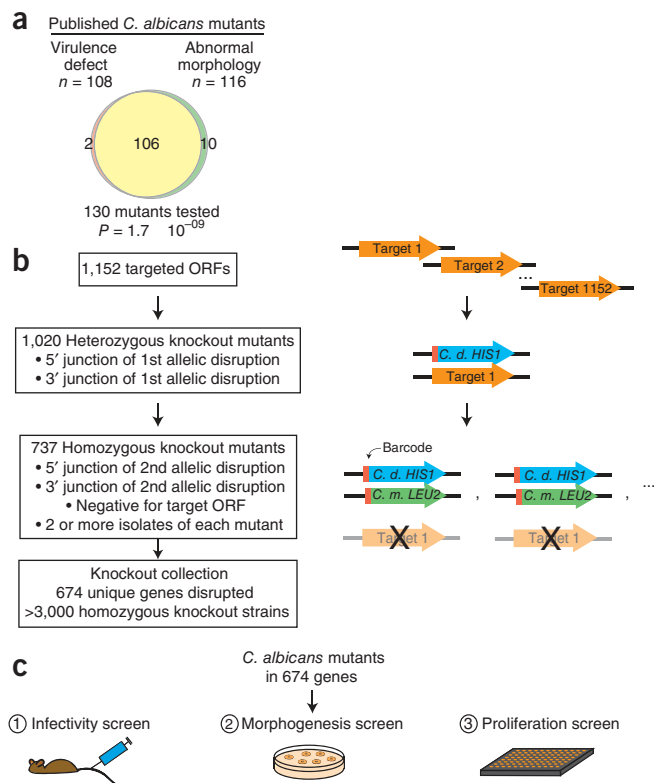 a
Published C. albicans mutants
Virulence defect n = 108
Abnormal morphology n = 116
2
106
10
130 mutants tested
P = 1.7 10⁻⁰⁹
b
1,152 targeted ORFs
1,020 Heterozygous knockout mutants
• 5′ junction of 1st allelic disruption
• 3′ junction of 1st allelic disruption
737 Homozygous knockout mutants
• 5′ junction of 2nd allelic disruption
• 3′ junction of 2nd allelic disruption
• Negative for target ORF
• 2 or more isolates of each mutant
Knockout collection
674 unique genes disrupted
>3,000 homozygous knockout strains
Target 1
Target 2
...
Target 1152
C. d. HIS1
Target 1
Barcode
C. d. HIS1
C. m. LEU2
,
Target 1
X
C. d. HIS1
C. m. LEU2
,
...
Target 1
X
c
C. albicans mutants
in 674 genes
1 Infectivity screen
2 Morphogenesis screen
3 Proliferation screen